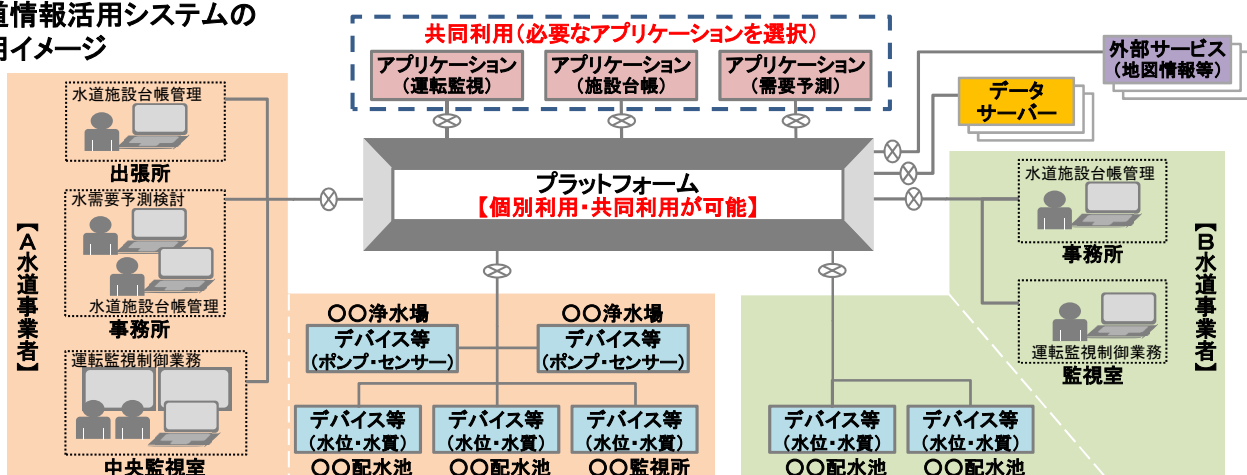 道情報活用システムの
用イメージ
共同利用(必要なアプリケーションを選択)
アプリケーション
(運転監視)
アプリケーション
(施設台帳)
アプリケーション
(需要予測)
外部サービス
(地図情報等)
データ
サーバー
プラットフォーム
【個別利用・共同利用が可能】
【A水道事業者】
水道施設台帳管理
出張所
水需要予測検討
水道施設台帳管理
事務所
運転監視制御業務
中央監視室
〇〇浄水場
デバイス等
(ポンプ・センサー)
〇〇浄水場
デバイス等
(ポンプ・センサー)
デバイス等
(水位・水質)
〇〇配水池
デバイス等
(水位・水質)
〇〇配水池
デバイス等
(水位・水質)
〇〇監視所
デバイス等
(水位・水質)
〇〇配水池
デバイス等
(水位・水質)
〇〇配水池
水道施設台帳管理
事務所
運転監視制御業務
監視室
【B水道事業者】